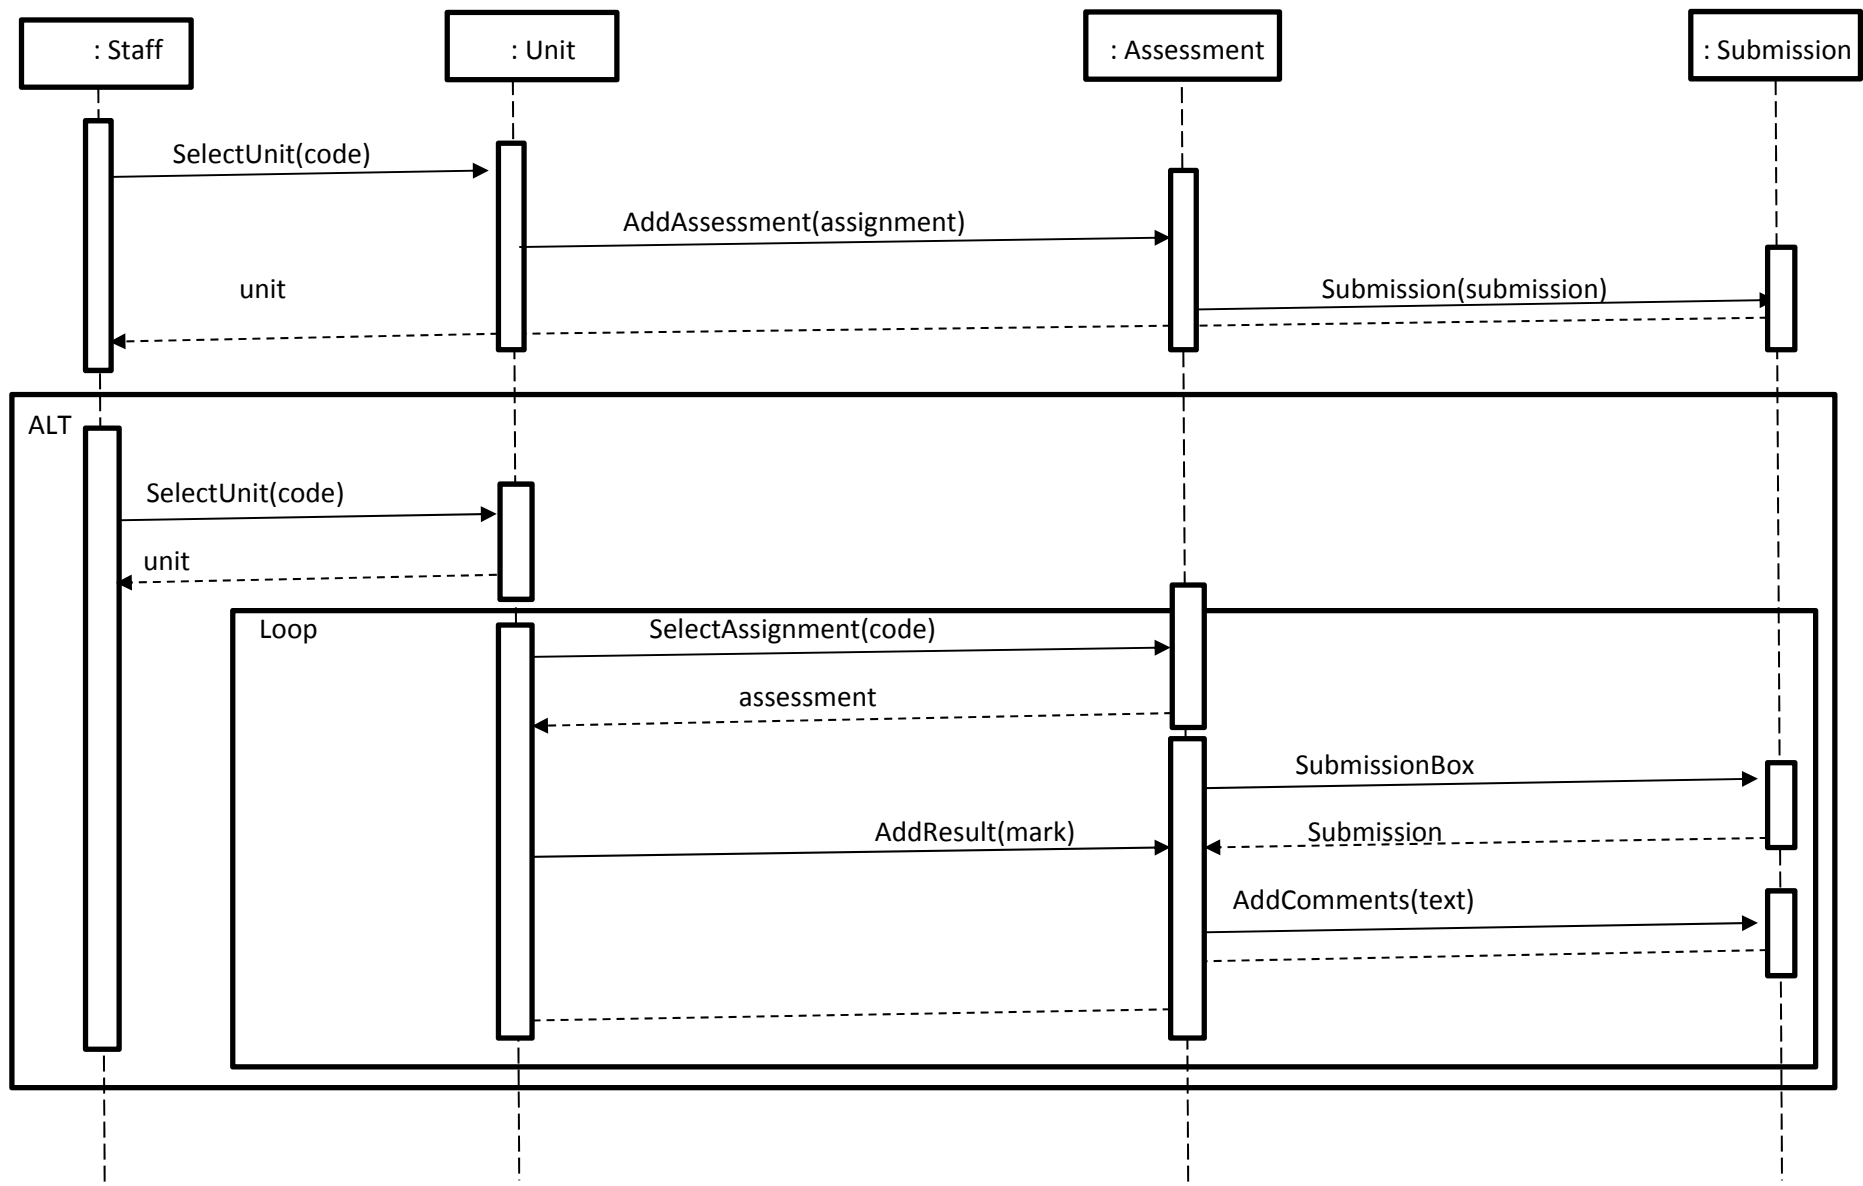 : Staff
: Unit
: Assessment
: Submission
SelectUnit(code)
AddAssessment(assignment)
unit
Submission(submission)
ALT
SelectUnit(code)
unit
Loop
SelectAssignment(code)
assessment
SubmissionBox
AddResult(mark)
Submission
AddComments(text)